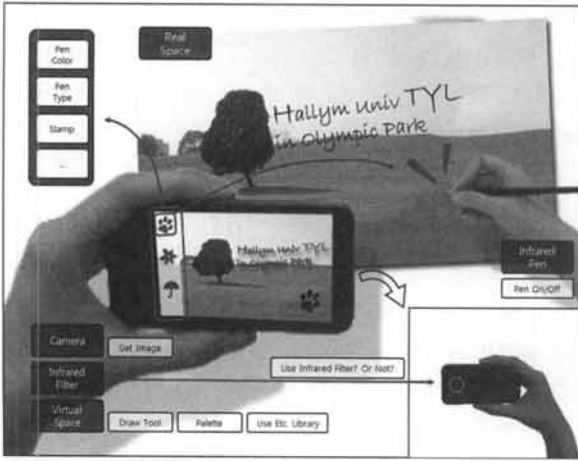 Pen
Color
Pen
Type
Stamp
...
Real
Space
Hallym Univ TYL
in Olympic Park
Hallym Univ TYL
in Olympic Park
Infrared
Pen
Pen On/Off
Camera
Get Image
Use Infrared Filter? Or Not?
Infrared
Filter
Virtual
Space
Draw Tool
Palette
Use Etc. Library